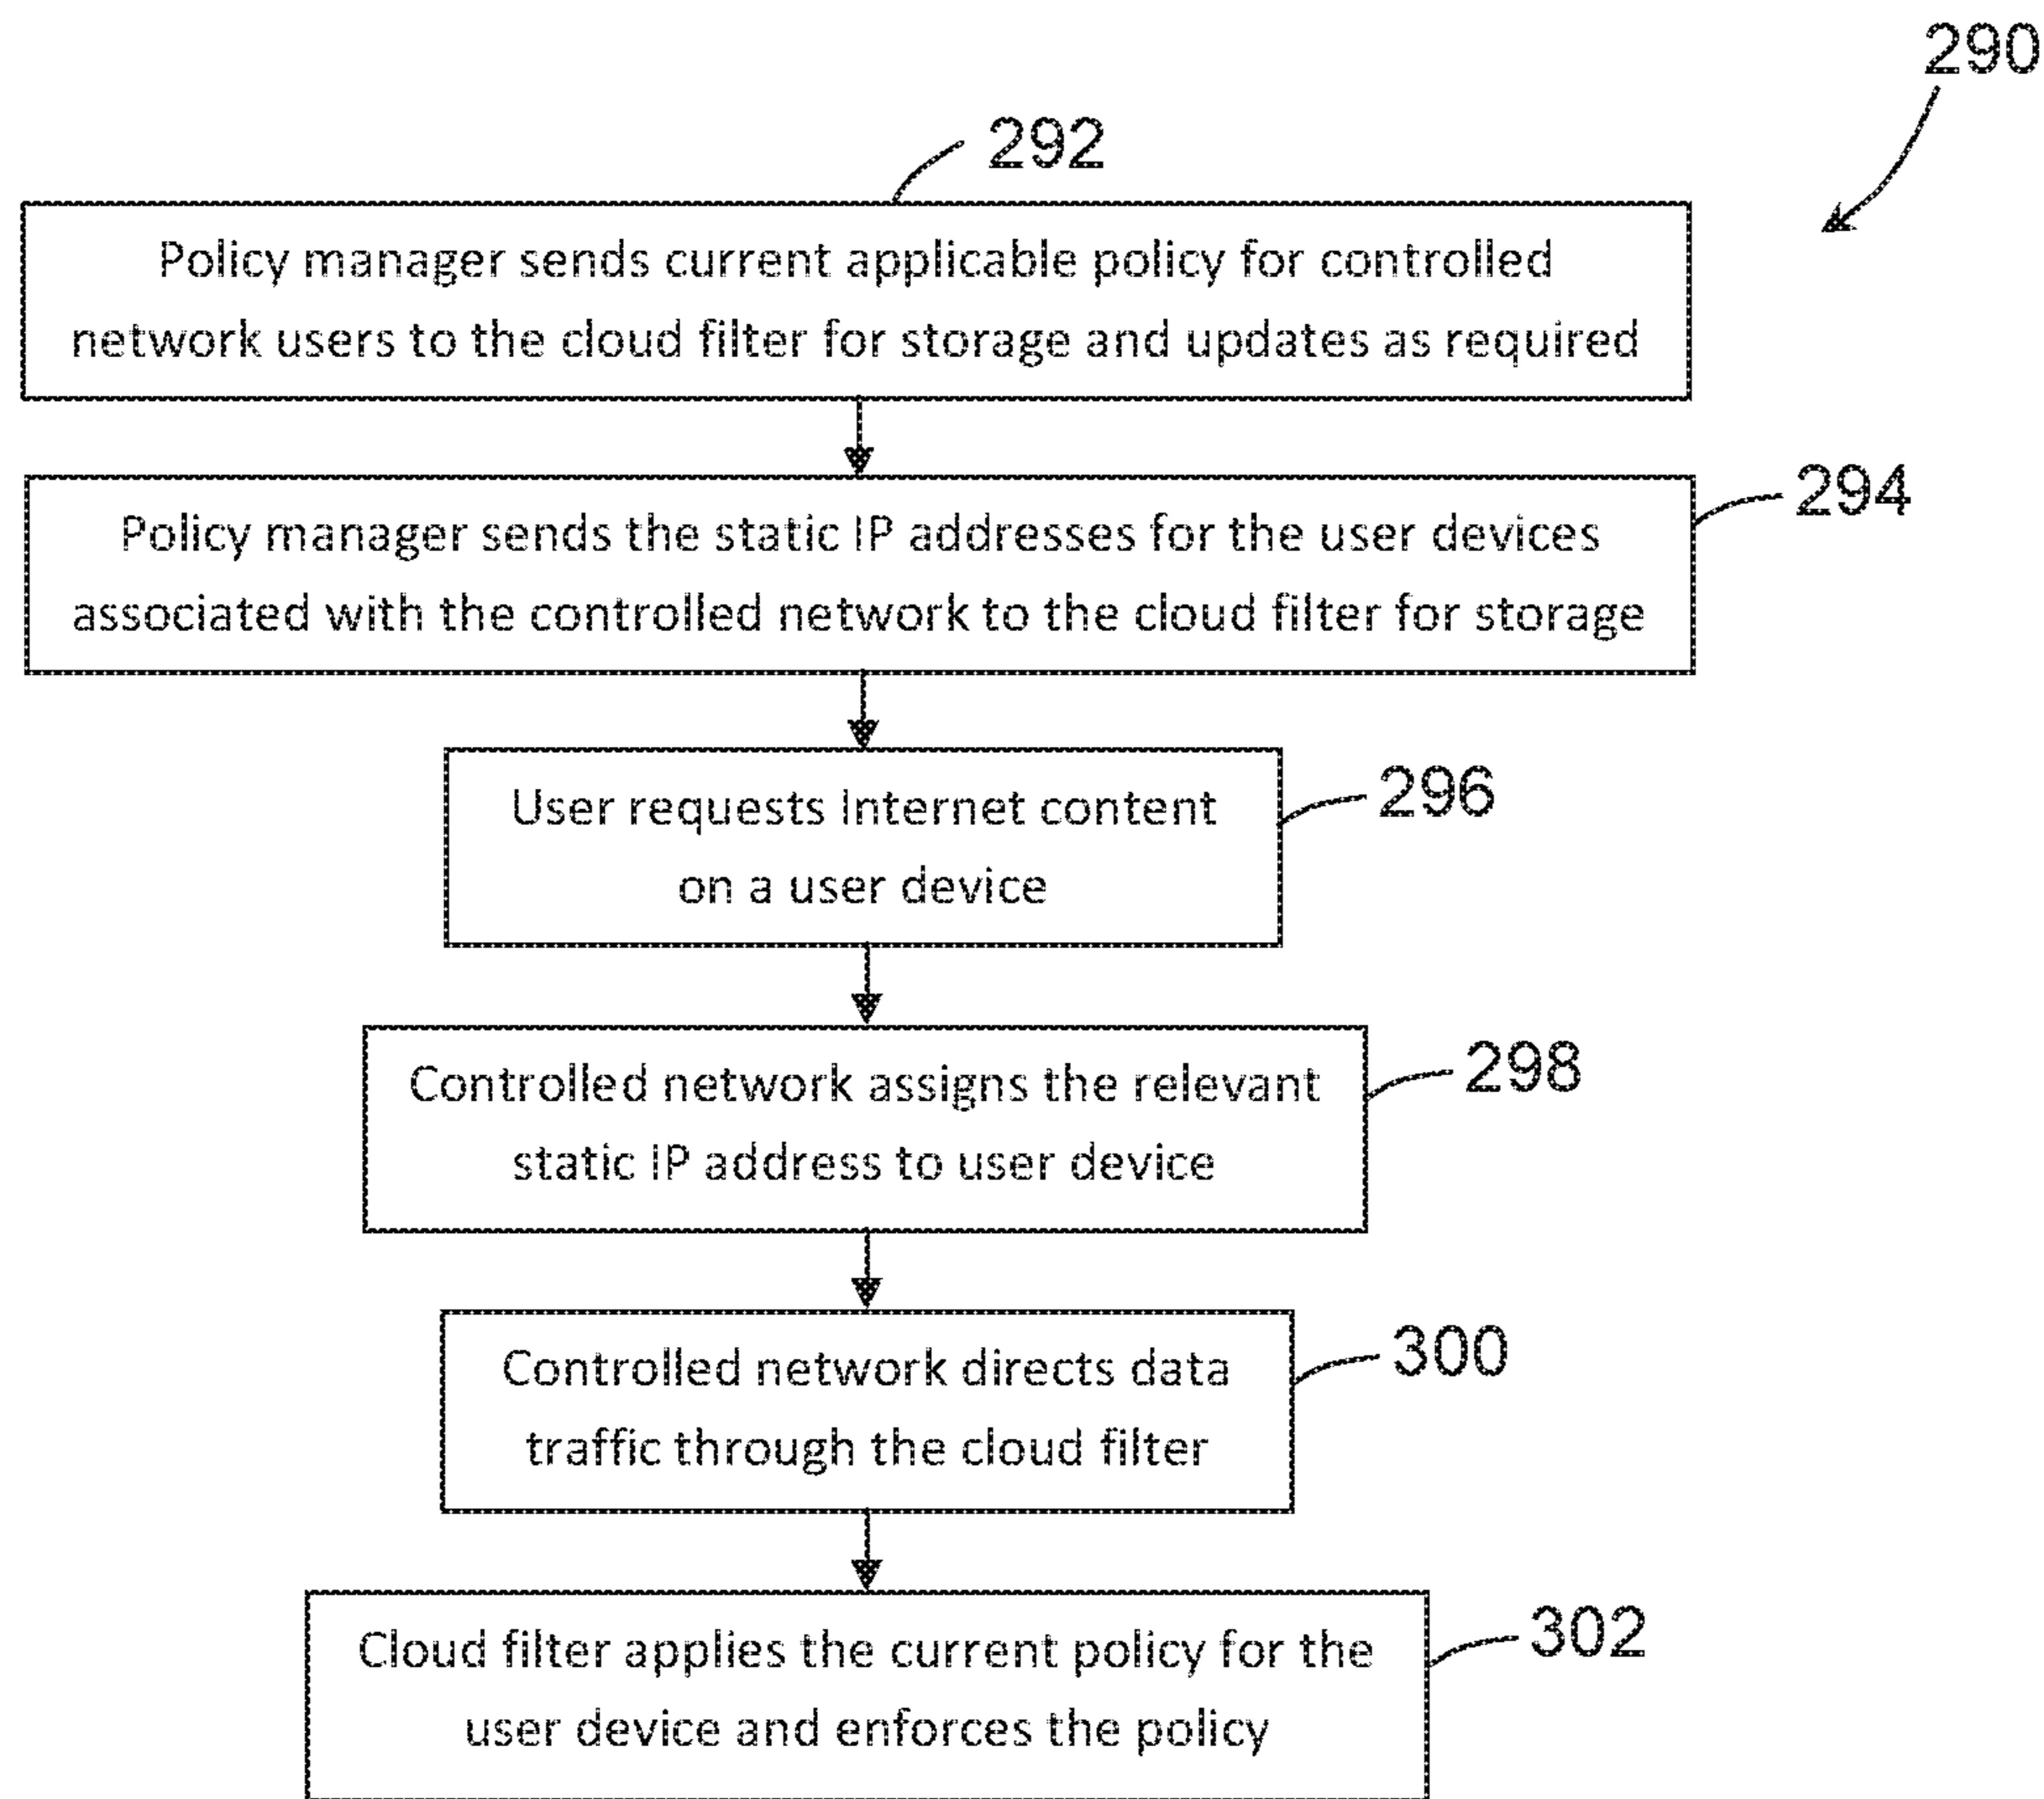 290
292
Policy manager sends current applicable policy for controlled
network users to the cloud filter for storage and updates as required
294
Policy manager sends the static IP addresses for the user devices
associated with the controlled network to the cloud filter for storage
296
User requests Internet content
on a user device
298
Controlled network assigns the relevant
static IP address to user device
300
Controlled network directs data
traffic through the cloud filter
302
Cloud filter applies the current policy for the
user device and enforces the policy